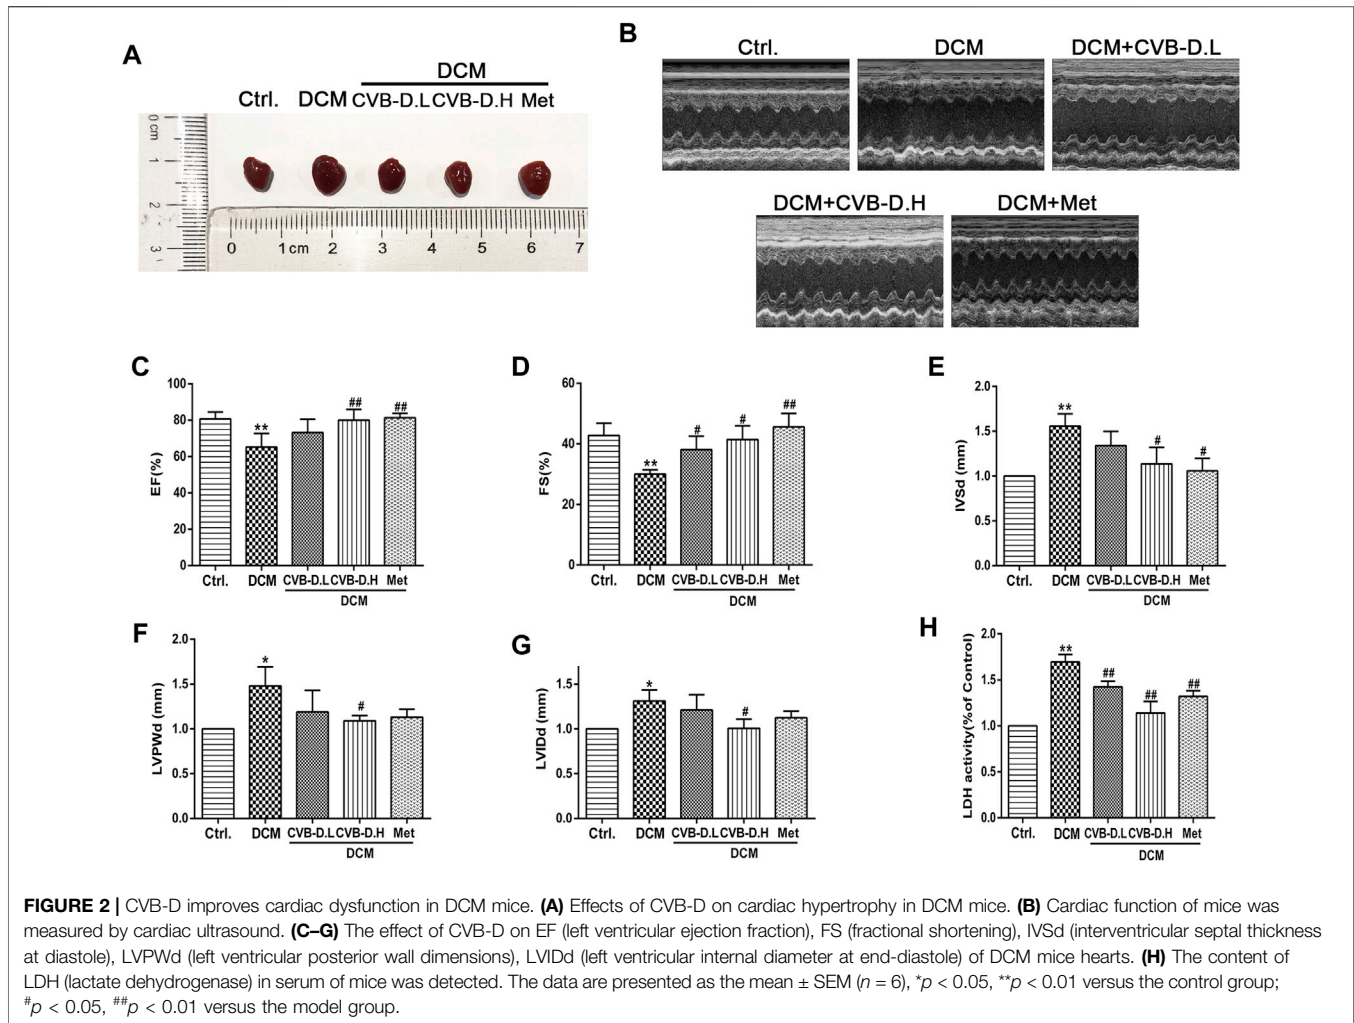 A
DCM
Ctrl. DCM CVB-D.L CVB-D.H Met
0 cm
1
2
3
0 1cm 2 3 4 5 6 7
B
Ctrl. DCM DCM+CVB-D.L
DCM+CVB-D.H DCM+Met
C
EF(%)
100
80
60
40
20
0
** ## ##
Ctrl. DCM CVB-D.L CVB-D.H Met
DCM
D
FS(%)
60
40
20
0
** # # ##
Ctrl. DCM CVB-D.L CVB-D.H Met
DCM
E
IVSd (mm)
2.0
1.5
1.0
0.5
0.0
** # #
Ctrl. DCM CVB-D.L CVB-D.H Met
DCM
F
LVPWd (mm)
2.0
1.5
1.0
0.5
0.0
* #
Ctrl. DCM CVB-D.L CVB-D.H Met
DCM
G
LVIDd (mm)
1.5
1.0
0.5
0.0
* #
Ctrl. DCM CVB-D.L CVB-D.H Met
DCM
H
LDH activity(%of Control)
2.0
1.5
1.0
0.5
0.0
** ## ## ##
Ctrl. DCM CVB-D.L CVB-D.H Met
DCM
FIGURE 2 | CVB-D improves cardiac dysfunction in DCM mice. (A) Effects of CVB-D on cardiac hypertrophy in DCM mice. (B) Cardiac function of mice was
measured by cardiac ultrasound. (C–G) The effect of CVB-D on EF (left ventricular ejection fraction), FS (fractional shortening), IVSd (interventricular septal thickness
at diastole), LVPWd (left ventricular posterior wall dimensions), LVIDd (left ventricular internal diameter at end-diastole) of DCM mice hearts. (H) The content of
LDH (lactate dehydrogenase) in serum of mice was detected. The data are presented as the mean ± SEM (n = 6), *p < 0.05, **p < 0.01 versus the control group;
#p < 0.05, ##p < 0.01 versus the model group.